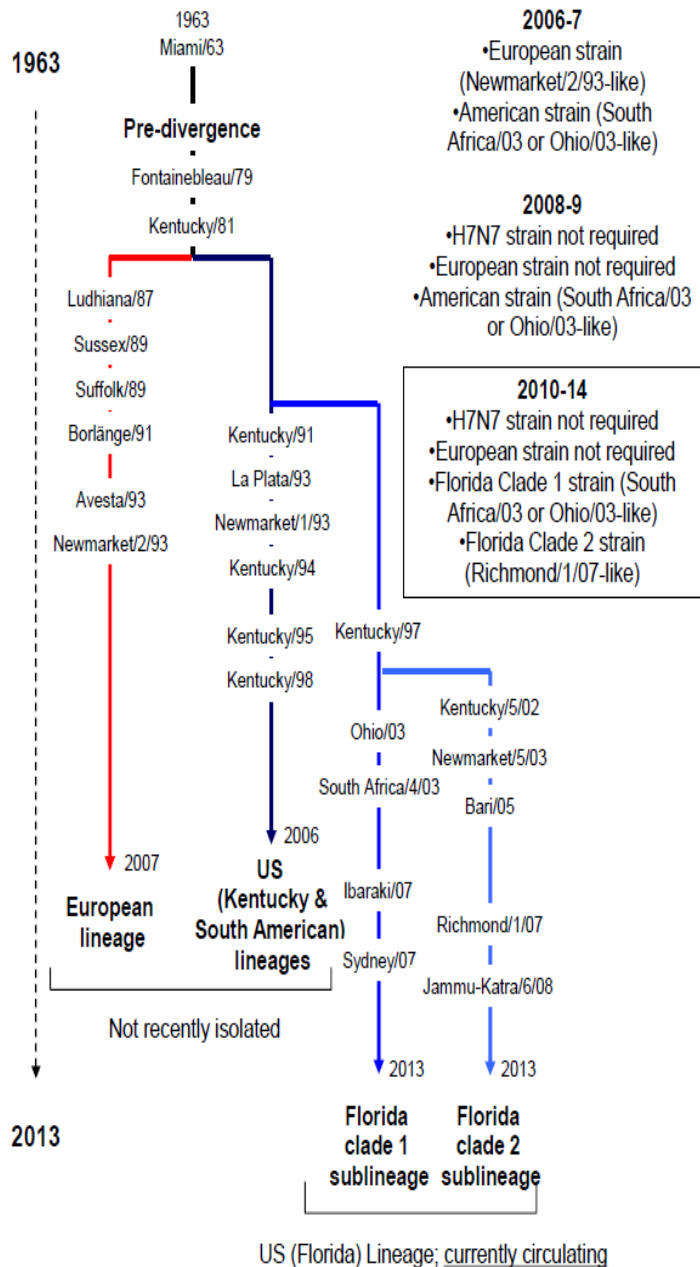 1963
1963
Miami/63
Pre-divergence
Fontainebleau/79
Kentucky/81
Ludhiana/87
Sussex/89
Suffolk/89
Borlänge/91
Avesta/93
Newmarket/2/93
2007
European
lineage
Kentucky/91
La Plata/93
Newmarket/1/93
Kentucky/94
Kentucky/95
Kentucky/98
2006
US
(Kentucky &
South American)
lineages
Not recently isolated
Kentucky/97
Ohio/03
South Africa/4/03
Ibaraki/07
Sydney/07
2013
Florida
clade 1
sublineage
Kentucky/5/02
Newmarket/5/03
Bari/05
Richmond/1/07
Jammu-Katra/6/08
2013
Florida
clade 2
sublineage
2013
US (Florida) Lineage; currently circulating
2006-7
•European strain
(Newmarket/2/93-like)
•American strain (South
Africa/03 or Ohio/03-like)
2008-9
•H7N7 strain not required
•European strain not required
•American strain (South Africa/03
or Ohio/03-like)
2010-14
•H7N7 strain not required
•European strain not required
•Florida Clade 1 strain (South
Africa/03 or Ohio/03-like)
•Florida Clade 2 strain
(Richmond/1/07-like)